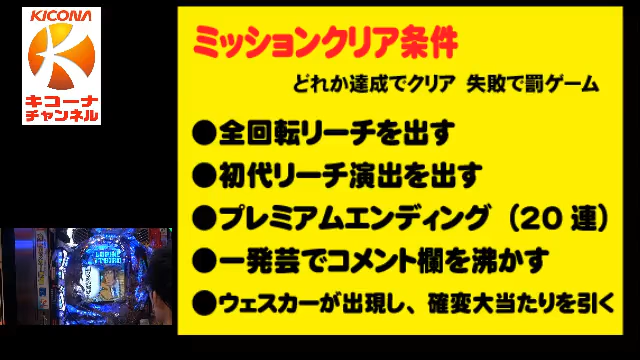 KICONA
キコーナ
チャンネル
ミッションクリア条件
どれか達成でクリア 失敗で罰ゲーム
●全回転リーチを出す
●初代リーチ演出を出す
●プレミアムエンディング（20連）
●一発芸でコメント欄を沸かす
●ウェスカーが出現し、確変大当たりを引く